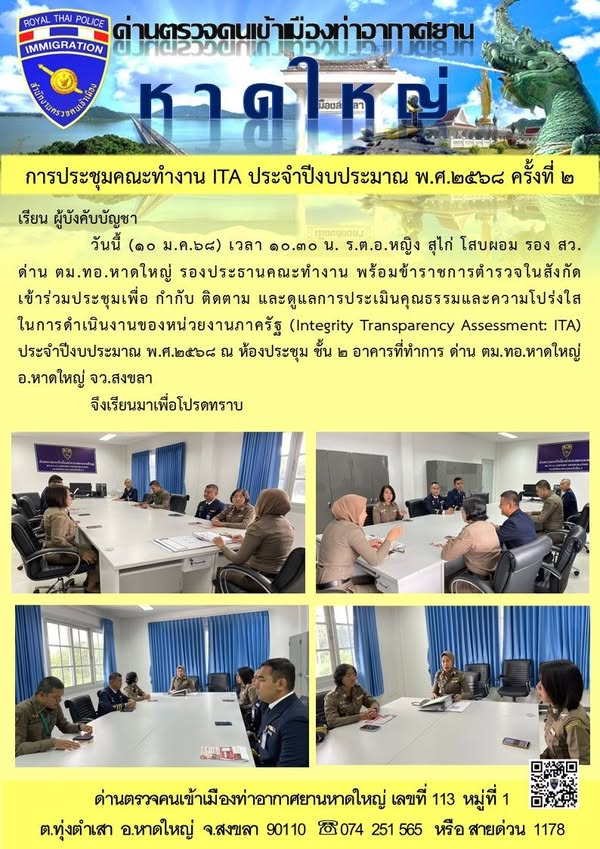 ROYAL THAI POLICE
IMMIGRATION
สำนักงานตรวจคนเข้าเมือง
ด่านตรวจคนเข้าเมืองท่าอากาศยาน
หาดใหญ่
การประชุมคณะทำงาน ITA ประจำปีงบประมาณ พ.ศ.๒๕๖๘ ครั้งที่ ๒
เรียน ผู้บังคับบัญชา
วันนี้ (๑๐ ม.ค.๖๘) เวลา ๑๐.๓๐ น. ร.ต.อ.หญิง สุไก่ โสบผอม รอง สว.
ด่าน ตม.ทอ.หาดใหญ่ รองประธานคณะทำงาน พร้อมข้าราชการตำรวจในสังกัด
เข้าร่วมประชุมเพื่อ กำกับ ติดตาม และดูแลการประเมินคุณธรรมและความโปร่งใส
ในการดำเนินงานของหน่วยงานภาครัฐ (Integrity Transparency Assessment: ITA)
ประจำปีงบประมาณ พ.ศ.๒๕๖๘ ณ ห้องประชุม ชั้น ๒ อาคารที่ทำการ ด่าน ตม.ทอ.หาดใหญ่
อ.หาดใหญ่ จว.สงขลา
จึงเรียนมาเพื่อโปรดทราบ
ด่านตรวจคนเข้าเมืองท่าอากาศยานหาดใหญ่ เลขที่ 113 หมู่ที่ 1
ต.ทุ่งตำเสา อ.หาดใหญ่ จ.สงขลา 90110 ☏074 251 565 หรือ สายด่วน 1178